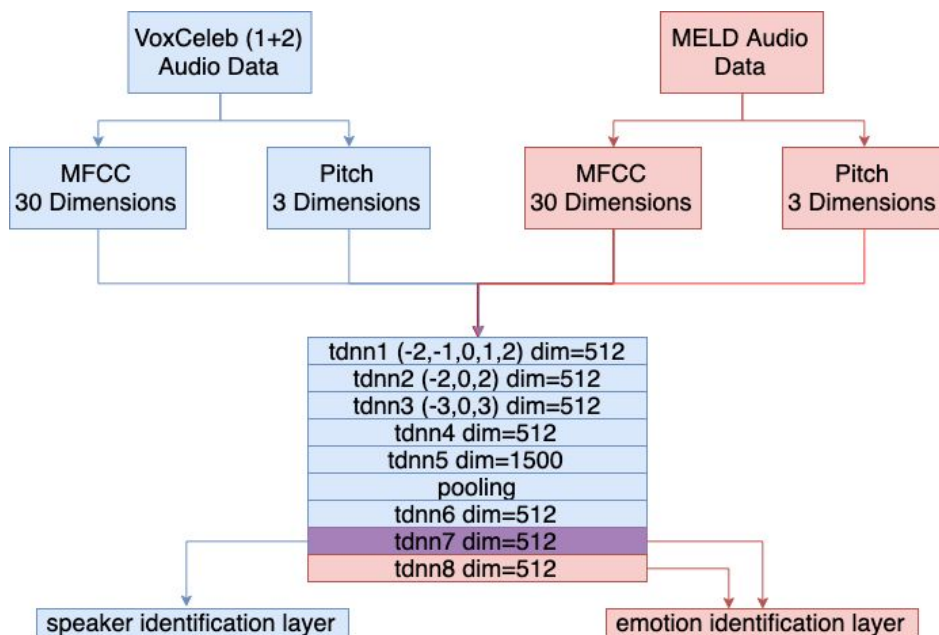 VoxCeleb (1+2)
Audio Data
MELD Audio
Data
MFCC
30 Dimensions
Pitch
3 Dimensions
MFCC
30 Dimensions
Pitch
3 Dimensions
tdnn1 (-2,-1,0,1,2) dim=512
tdnn2 (-2,0,2) dim=512
tdnn3 (-3,0,3) dim=512
tdnn4 dim=512
tdnn5 dim=1500
pooling
tdnn6 dim=512
tdnn7 dim=512
tdnn8 dim=512
speaker identification layer
emotion identification layer